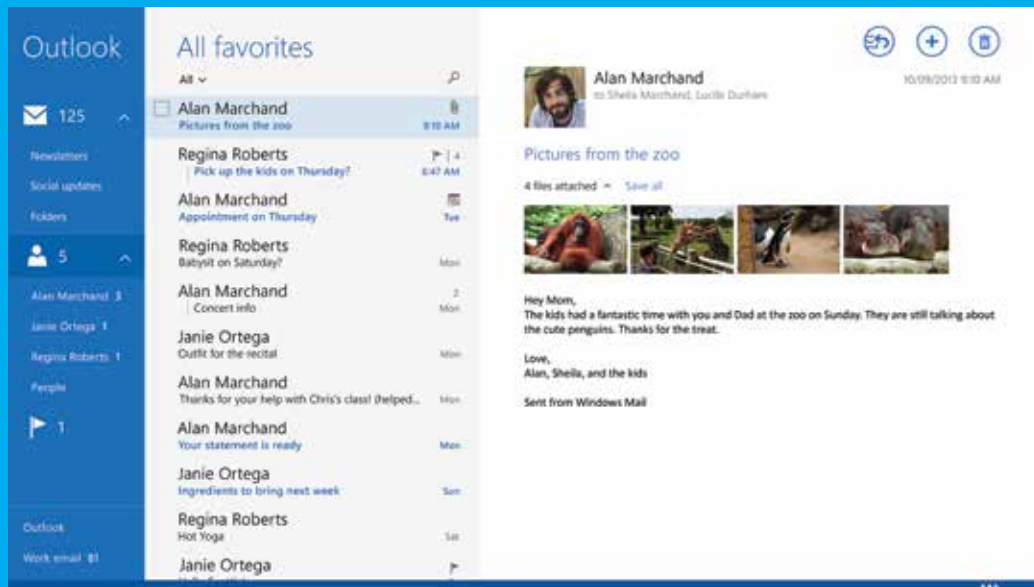 Outlook
125
Newsletters
Social updates
Folders
5
Alan Marchand 3
Janie Ortega 1
Regina Roberts 1
People
1
Outlook
Work email 81
All favorites
All
Alan Marchand
Pictures from the zoo 9:10 AM
Regina Roberts 4
Pick up the kids on Thursday? 8:47 AM
Alan Marchand
Appointment on Thursday Tue
Regina Roberts
Babysit on Saturday? Mon
Alan Marchand 2
Concert info Mon
Janie Ortega
Outfit for the recital Mon
Alan Marchand
Thanks for your help with Chris's class! (helped... Mon
Alan Marchand
Your statement is ready Mon
Janie Ortega
Ingredients to bring next week Sun
Regina Roberts
Hot Yoga Sat
Janie Ortega
Alan Marchand 10/09/2013 9:10 AM
to Sheila Marchand, Lucille Durham
Pictures from the zoo
4 files attached Save all
Hey Mom,
The kids had a fantastic time with you and Dad at the zoo on Sunday. They are still talking about
the cute penguins. Thanks for the treat.
Love,
Alan, Sheila, and the kids
Sent from Windows Mail